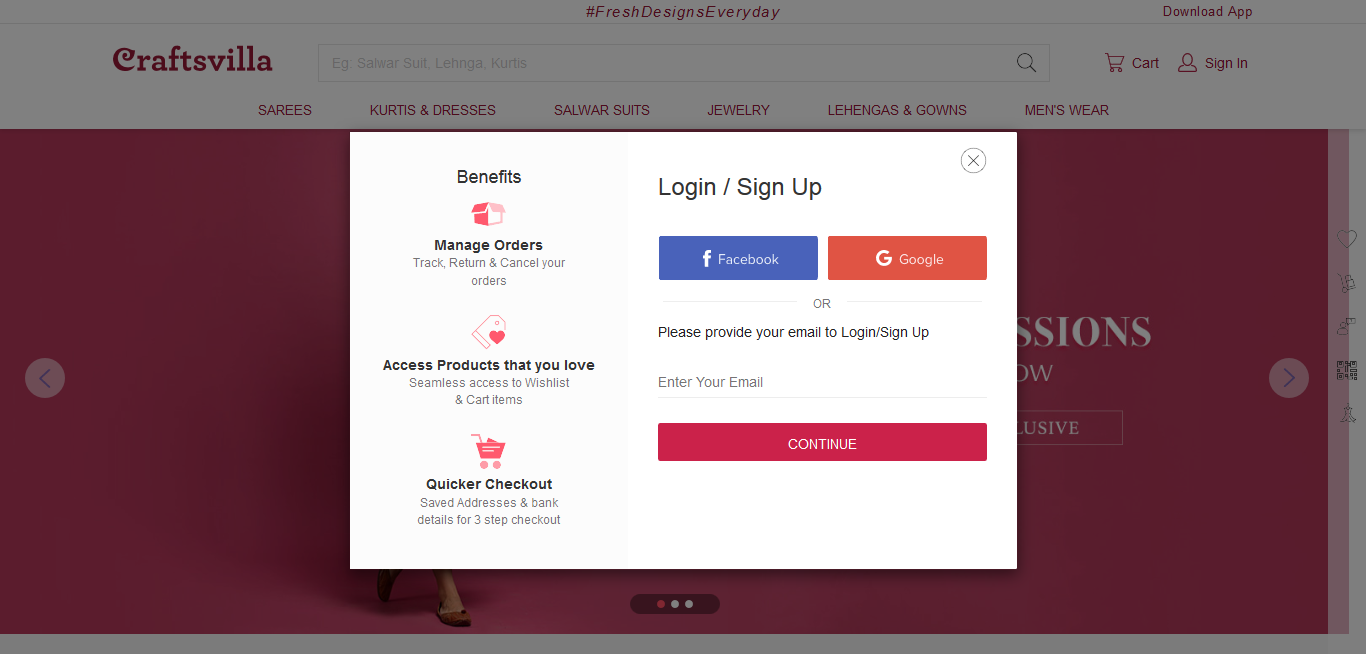 #FreshDesignsEveryday
Download App
Craftsvilla
Eg: Salwar Suit, Lehnga, Kurtis
Cart
Sign In
SAREES
KURTIS & DRESSES
SALWAR SUITS
JEWELRY
LEHENGAS & GOWNS
MEN'S WEAR
Benefits
Manage Orders
Track, Return & Cancel your
orders
Access Products that you love
Seamless access to Wishlist
& Cart items
Quicker Checkout
Saved Addresses & bank
details for 3 step checkout
Login / Sign Up
Facebook
Google
OR
Please provide your email to Login/Sign Up
Enter Your Email
CONTINUE
SSIONS
OW
LUSIVE